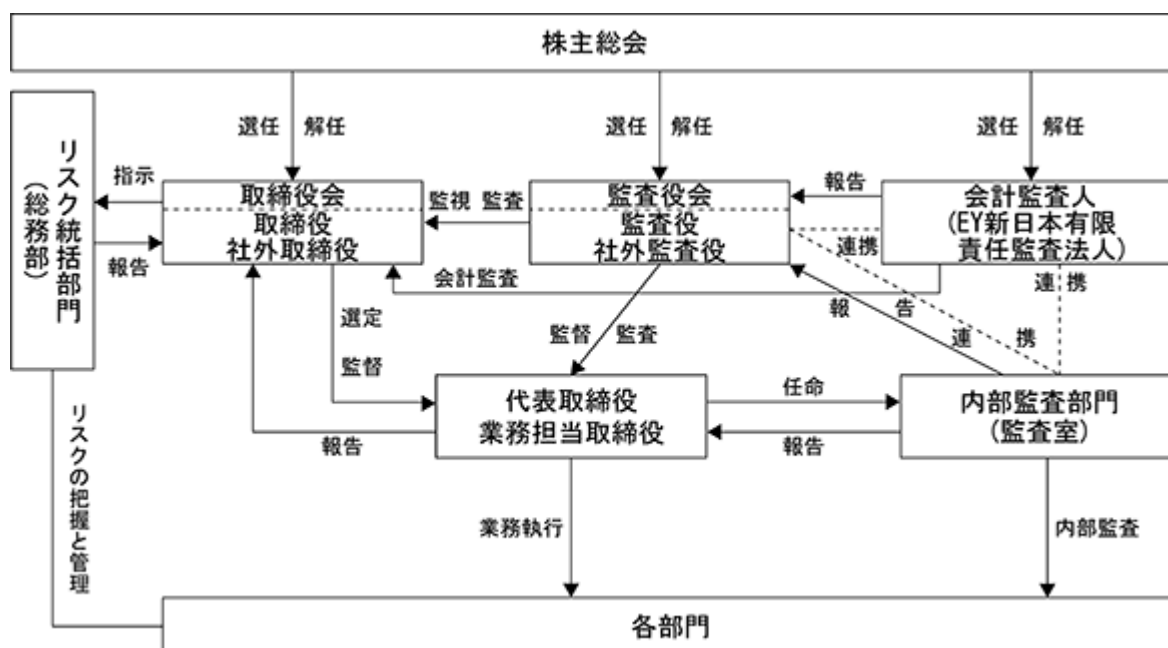 株主総会
選任 解任
選任 解任
選任 解任
リスク統括部門
（総務部）
指示
報告
取締役会
取締役
社外取締役
監視 監査
監査役会
監査役
社外監査役
報告
会計監査人
(EY新日本有限
責任監査法人)
連携
連携
会計監査
報告
連携
選定
監督
監督 監査
代表取締役
業務担当取締役
任命
報告
報告
内部監査部門
(監査室)
リスクの把握と管理
業務執行
内部監査
各部門